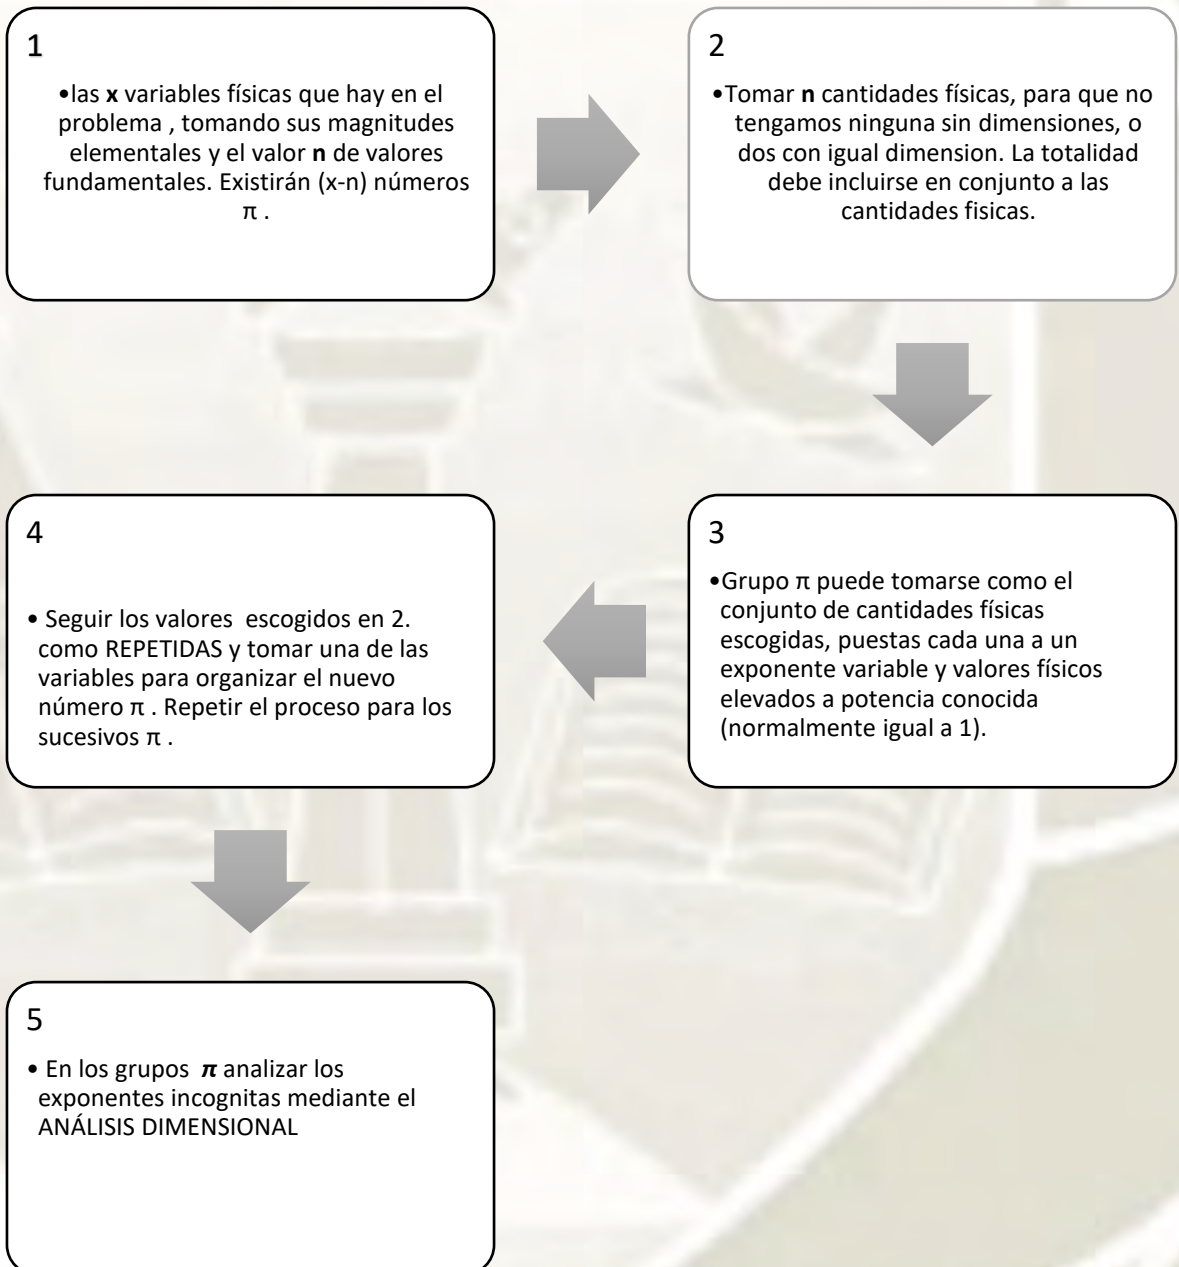 1
•las x variables físicas que hay en el
problema , tomando sus magnitudes
elementales y el valor n de valores
fundamentales. Existirán (x-n) números
π .
2
•Tomar n cantidades físicas, para que no
tengamos ninguna sin dimensiones, o
dos con igual dimension. La totalidad
debe incluirse en conjunto a las
cantidades fisicas.
3
•Grupo π puede tomarse como el
conjunto de cantidades físicas
escogidas, puestas cada una a un
exponente variable y valores físicos
elevados a potencia conocida
(normalmente igual a 1).
4
• Seguir los valores escogidos en 2.
como REPETIDAS y tomar una de las
variables para organizar el nuevo
número π . Repetir el proceso para los
sucesivos π .
5
• En los grupos π analizar los
exponentes incognitas mediante el
ANÁLISIS DIMENSIONAL